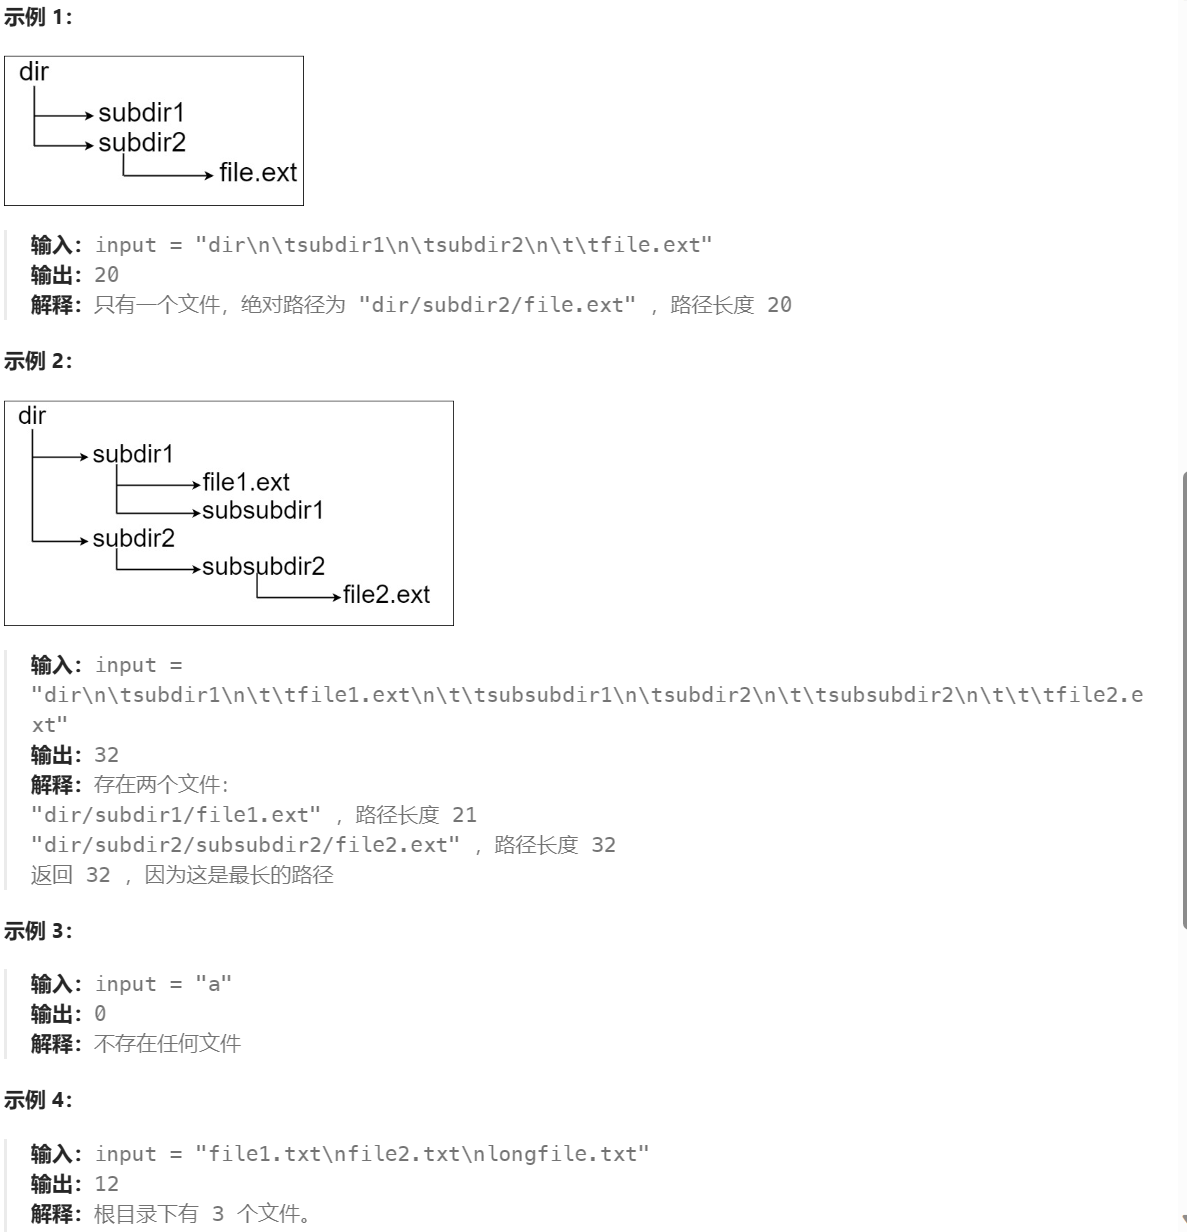 示例 1：
dir
subdir1
subdir2
file.ext
输入：input = "dir\n\tsubdir1\n\tsubdir2\n\t\tfile.ext"
输出：20
解释：只有一个文件，绝对路径为 "dir/subdir2/file.ext" ，路径长度 20
示例 2：
dir
subdir1
file1.ext
subsubdir1
subdir2
subsubdir2
file2.ext
输入：input =
"dir\n\tsubdir1\n\t\tfile1.ext\n\t\tsubsubdir1\n\tsubdir2\n\t\tsubsubdir2\n\t\t\tfile2.e
xt"
输出：32
解释：存在两个文件：
"dir/subdir1/file1.ext" ，路径长度 21
"dir/subdir2/subsubdir2/file2.ext" ，路径长度 32
返回 32 ，因为这是最长的路径
示例 3：
输入：input = "a"
输出：0
解释：不存在任何文件
示例 4：
输入：input = "file1.txt\nfile2.txt\nlongfile.txt"
输出：12
解释：根目录下有 3 个文件。